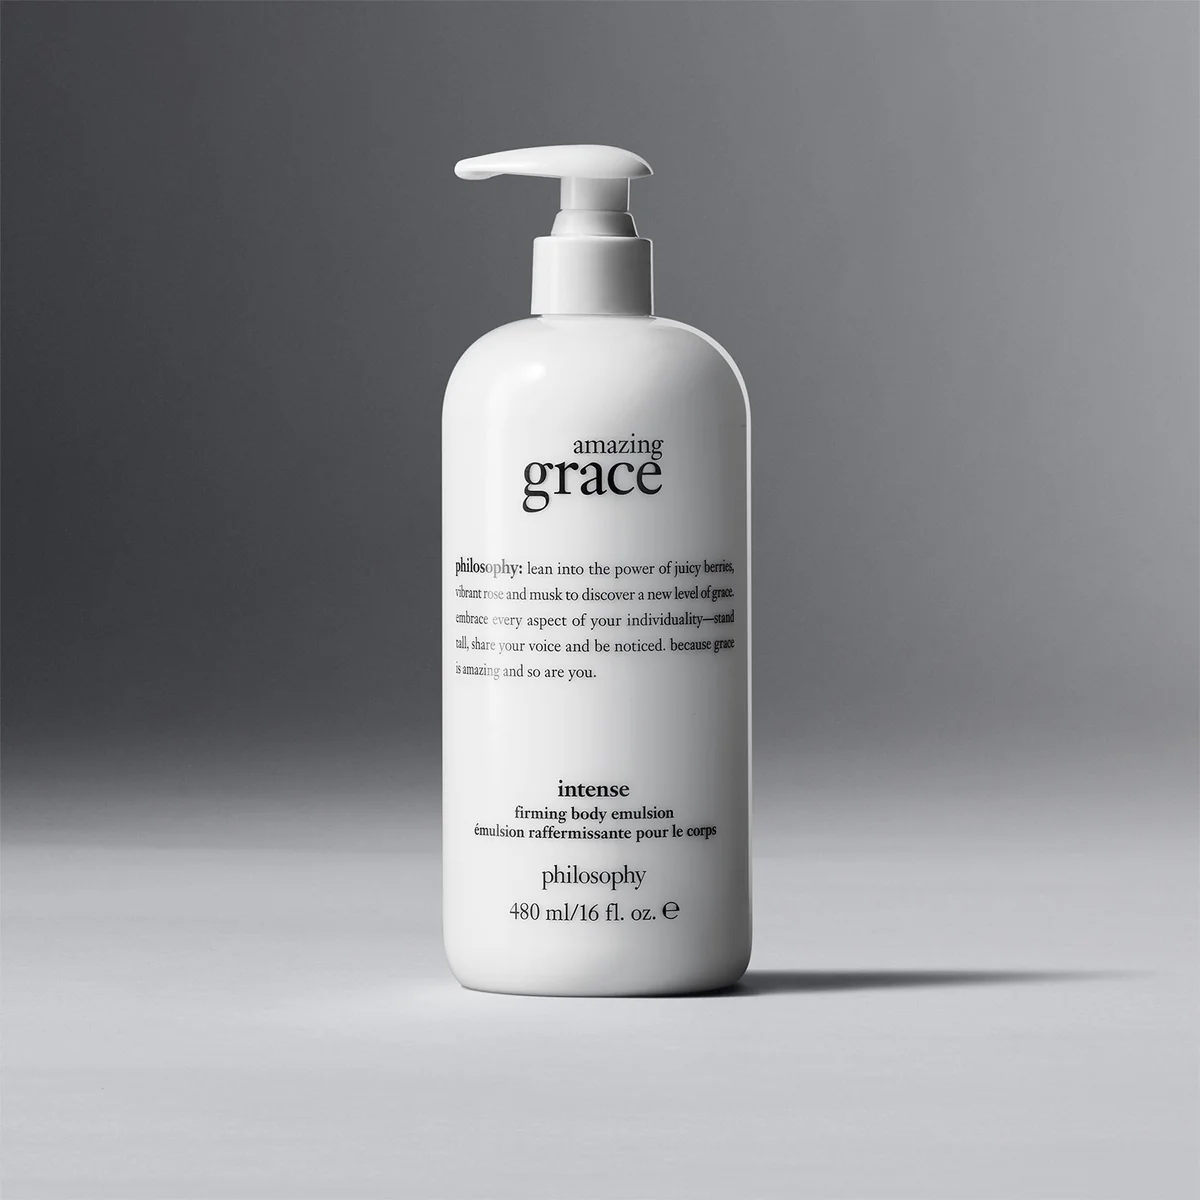 amazing
grace
philosophy: lean into the power of juicy berries,
vibrant rose and musk to discover a new level of grace.
embrace every aspect of your individuality—stand
tall, share your voice and be noticed. because grace
is amazing and so are you.
intense
firming body emulsion
émulsion raffermissante pour le corps
philosophy
480 ml/16 fl. oz. ℮